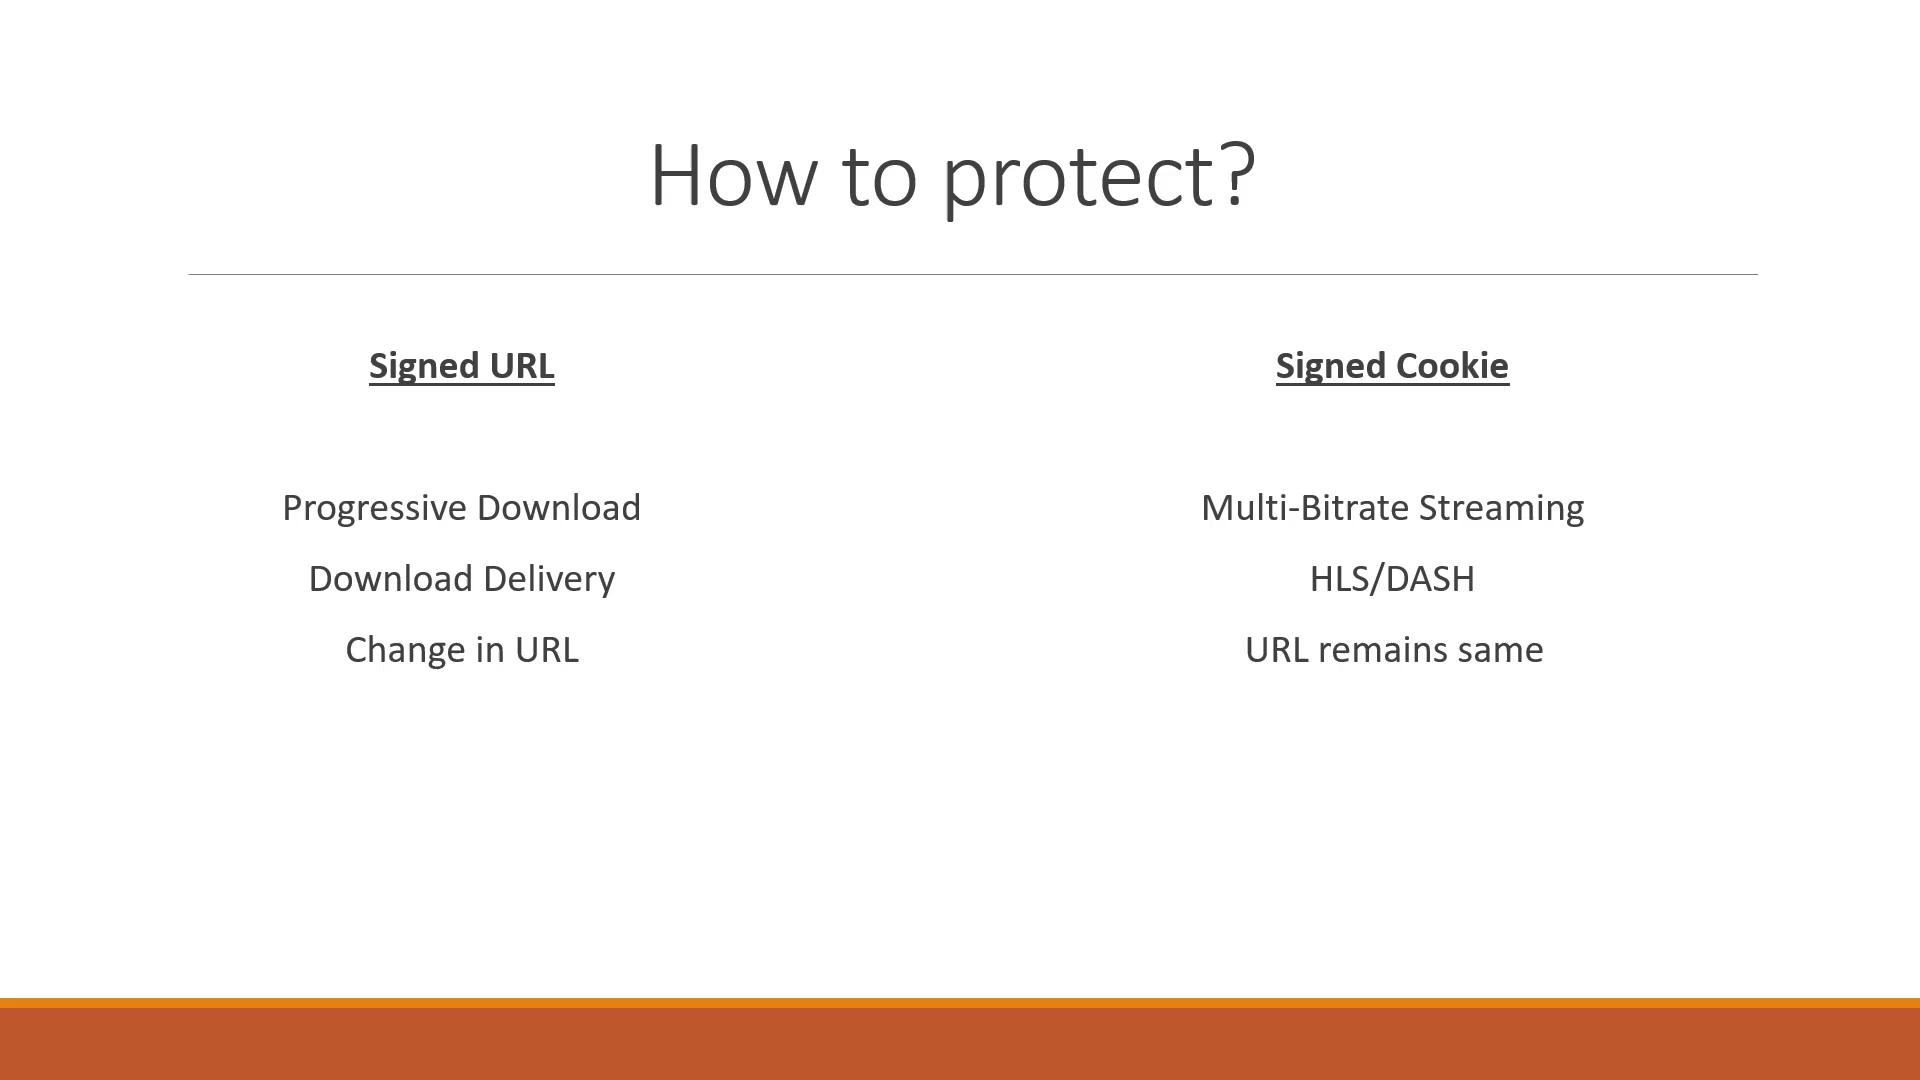 How to protect?
Signed URL
Progressive Download
Download Delivery
Change in URL
Signed Cookie
Multi-Bitrate Streaming
HLS/DASH
URL remains same